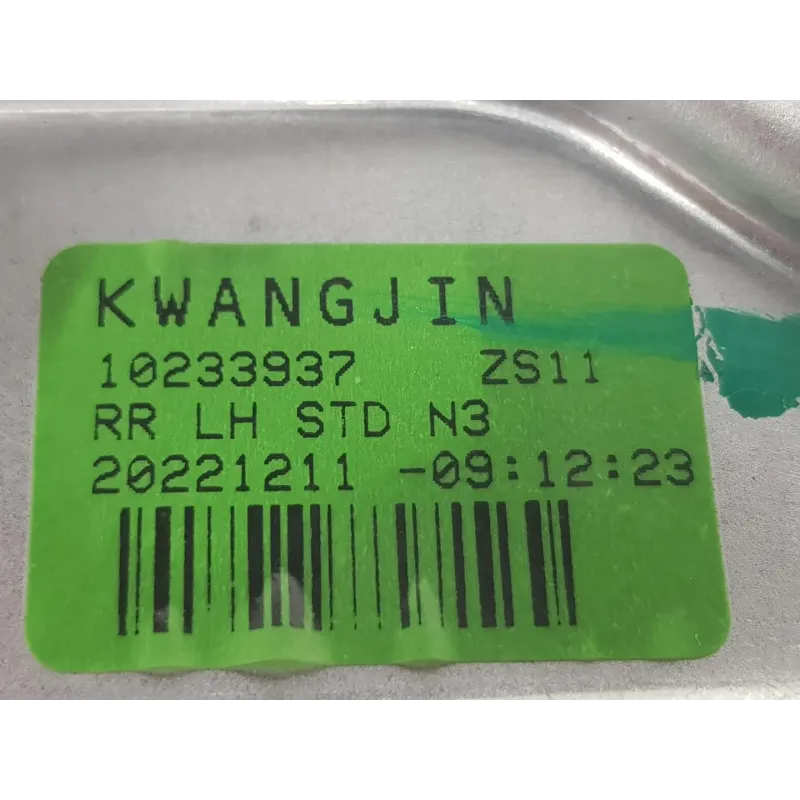 KWANGJIN
10233937 ZS11
RR LH STD N3
20221211 -09:12:23